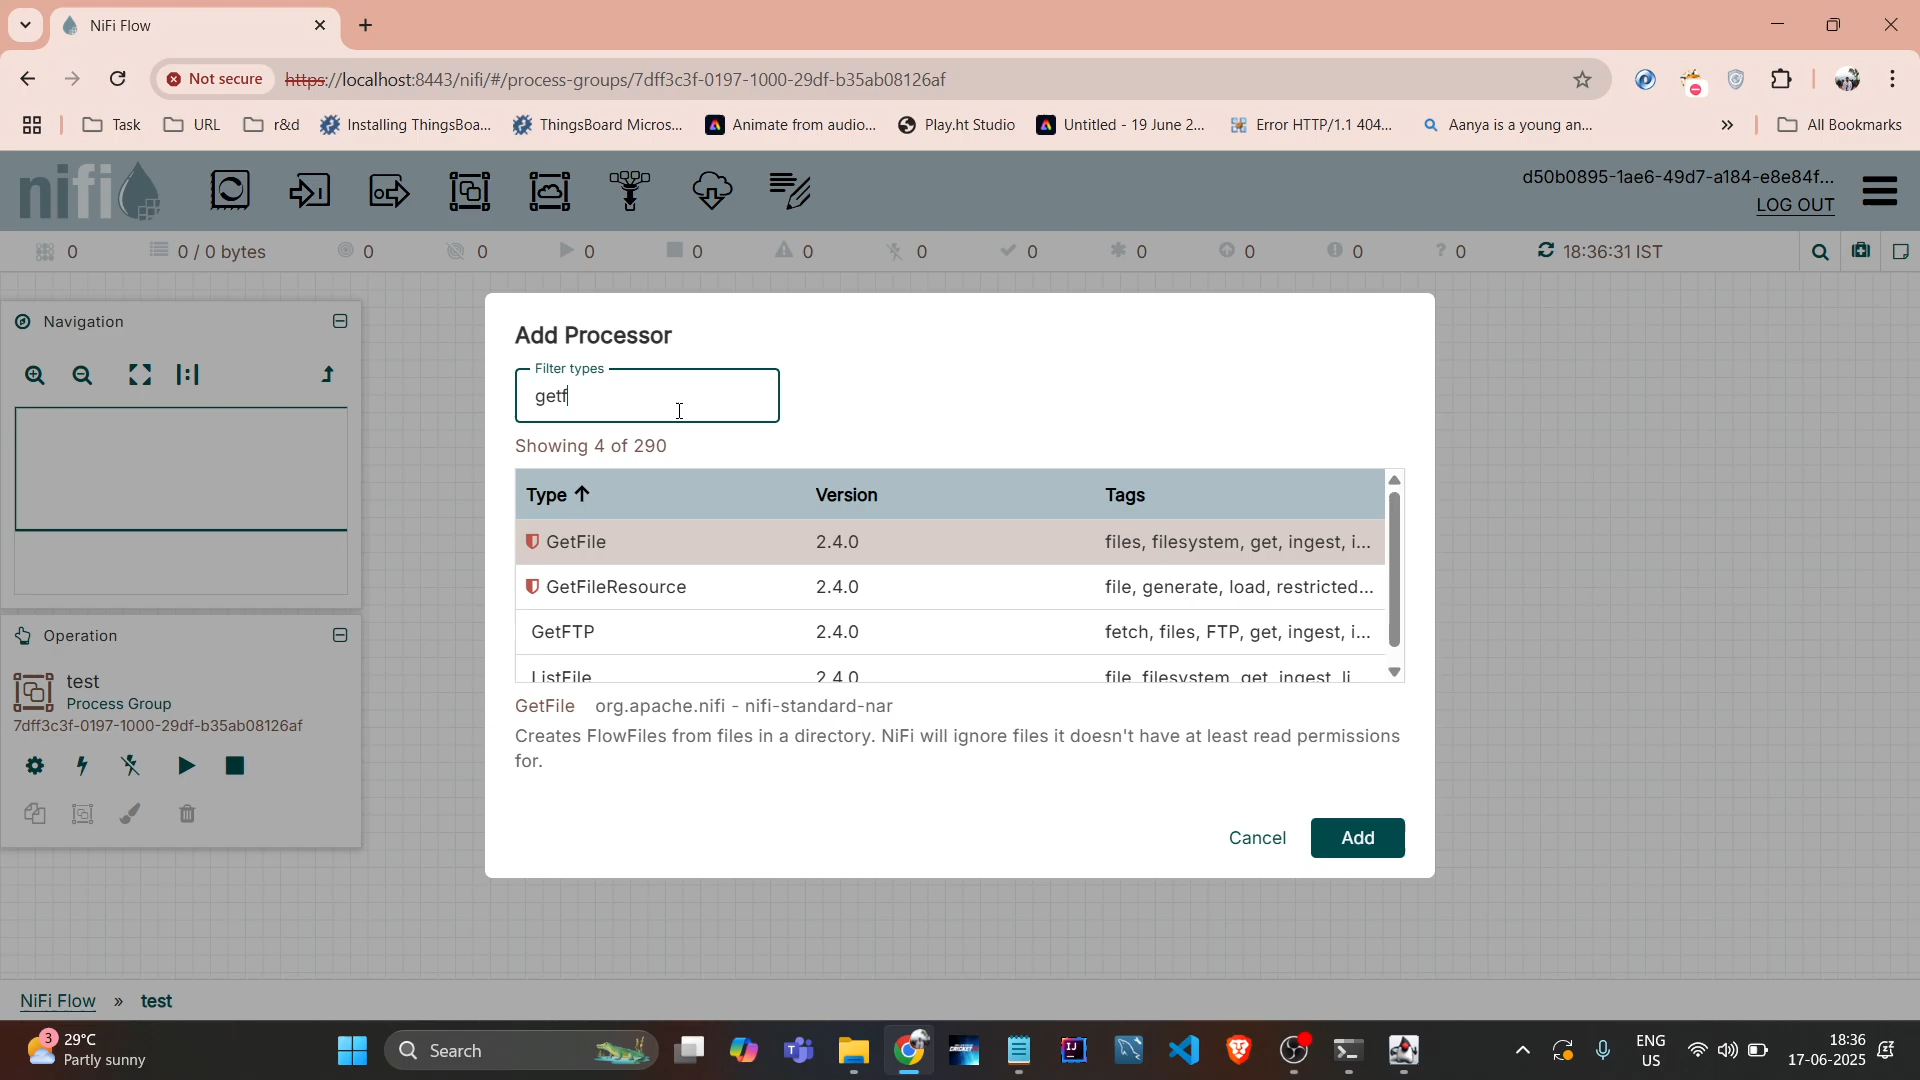 NiFi Flow
Not secure https://localhost:8443/nifi/#/process-groups/7dff3c3f-0197-1000-29df-b35ab08126af
Task URL r&d Installing ThingsBoa... ThingsBoard Micros... Animate from audio... Play.ht Studio Untitled - 19 June 2... Error HTTP/1.1 404... Aanya is a young an... » All Bookmarks
nifi
d50b0895-1ae6-49d7-a184-e8e84f...
LOG OUT
0 0 / 0 bytes 0 0 0 0 0 0 0 0 0 0 ? 0 18:36:31 IST
Navigation
Operation
test
Process Group
7dff3c3f-0197-1000-29df-b35ab08126af
Add Processor
Filter types
getf
Showing 4 of 290
Type Version Tags
GetFile 2.4.0 files, filesystem, get, ingest, i...
GetFileResource 2.4.0 file, generate, load, restricted...
GetFTP 2.4.0 fetch, files, FTP, get, ingest, i...
ListFile 2.4.0 file, filesystem, get, ingest, li...
GetFile org.apache.nifi - nifi-standard-nar
Creates FlowFiles from files in a directory. NiFi will ignore files it doesn't have at least read permissions
for.
Cancel Add
NiFi Flow » test
3 29°C
Partly sunny
Search
ENG
US
18:36
17-06-2025